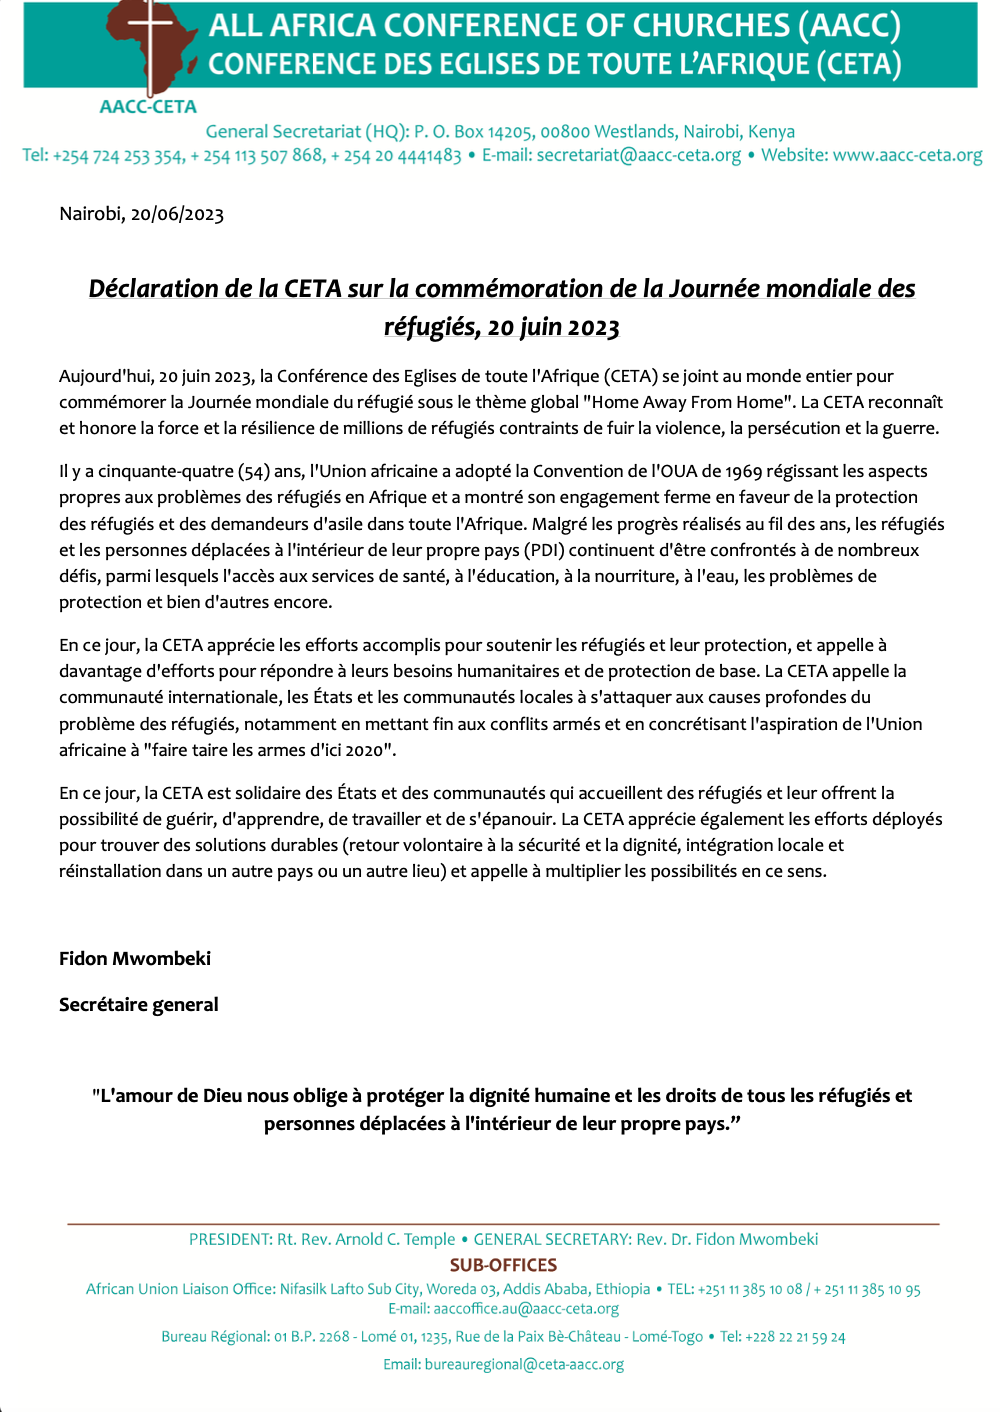 ALL AFRICA CONFERENCE OF CHURCHES (AACC)
CONFERENCE DES EGLISES DE TOUTE L’AFRIQUE (CETA)
AACC-CETA
General Secretariat (HQ): P. O. Box 14205, 00800 Westlands, Nairobi, Kenya
Tel: +254 724 253 354, + 254 113 507 868, + 254 20 4441483 • E-mail: secretariat@aacc-ceta.org • Website: www.aacc-ceta.org
Nairobi, 20/06/2023
Déclaration de la CETA sur la commémoration de la Journée mondiale des
réfugiés, 20 juin 2023
Aujourd'hui, 20 juin 2023, la Conférence des Eglises de toute l'Afrique (CETA) se joint au monde entier pour
commémorer la Journée mondiale du réfugié sous le thème global "Home Away From Home". La CETA reconnaît
et honore la force et la résilience de millions de réfugiés contraints de fuir la violence, la persécution et la guerre.
Il y a cinquante-quatre (54) ans, l'Union africaine a adopté la Convention de l'OUA de 1969 régissant les aspects
propres aux problèmes des réfugiés en Afrique et a montré son engagement ferme en faveur de la protection
des réfugiés et des demandeurs d'asile dans toute l'Afrique. Malgré les progrès réalisés au fil des ans, les réfugiés
et les personnes déplacées à l'intérieur de leur propre pays (PDI) continuent d'être confrontés à de nombreux
défis, parmi lesquels l'accès aux services de santé, à l'éducation, à la nourriture, à l'eau, les problèmes de
protection et bien d'autres encore.
En ce jour, la CETA apprécie les efforts accomplis pour soutenir les réfugiés et leur protection, et appelle à
davantage d'efforts pour répondre à leurs besoins humanitaires et de protection de base. La CETA appelle la
communauté internationale, les États et les communautés locales à s'attaquer aux causes profondes du
problème des réfugiés, notamment en mettant fin aux conflits armés et en concrétisant l'aspiration de l'Union
africaine à "faire taire les armes d'ici 2020".
En ce jour, la CETA est solidaire des États et des communautés qui accueillent des réfugiés et leur offrent la
possibilité de guérir, d'apprendre, de travailler et de s'épanouir. La CETA apprécie également les efforts déployés
pour trouver des solutions durables (retour volontaire à la sécurité et la dignité, intégration locale et
réinstallation dans un autre pays ou un autre lieu) et appelle à multiplier les possibilités en ce sens.
Fidon Mwombeki
Secrétaire general
"L'amour de Dieu nous oblige à protéger la dignité humaine et les droits de tous les réfugiés et
personnes déplacées à l'intérieur de leur propre pays.”
PRESIDENT: Rt. Rev. Arnold C. Temple • GENERAL SECRETARY: Rev. Dr. Fidon Mwombeki
SUB-OFFICES
African Union Liaison Office: Nifasilk Lafto Sub City, Woreda 03, Addis Ababa, Ethiopia • TEL: +251 11 385 10 08 / + 251 11 385 10 95
E-mail: aaccoffice.au@aacc-ceta.org
Bureau Régional: 01 B.P. 2268 - Lomé 01, 1235, Rue de la Paix Bè-Château - Lomé-Togo • Tel: +228 22 21 59 24
Email: bureauregional@ceta-aacc.org